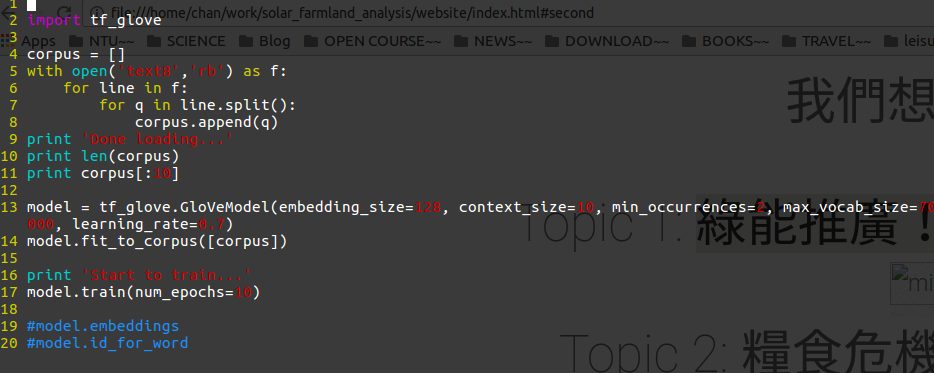 file:///home/chan/work/solar_farmland_analysis/website/index.html#second
Apps NTU~~ SCIENCE Blog OPEN COURSE~~ NEWS~~ DOWNLOAD~~ BOOKS~~ TRAVEL~~ leisu
1
2 import tf_glove
3
4 corpus = []
5 with open('text8','rb') as f:
6 for line in f:
7 for q in line.split():
8 corpus.append(q)
9 print 'Done loading...'
10 print len(corpus)
11 print corpus[:10]
12
13 model = tf_glove.GloVeModel(embedding_size=128, context_size=10, min_occurrences=2, max_vocab_size=70
000, learning_rate=0.7)
14 model.fit_to_corpus([corpus])
15
16 print 'Start to train...'
17 model.train(num_epochs=10)
18
19 #model.embeddings
20 #model.id_for_word
我們想
Topic 1: 綠能推廣!
mi
Topic 2: 糧食危機